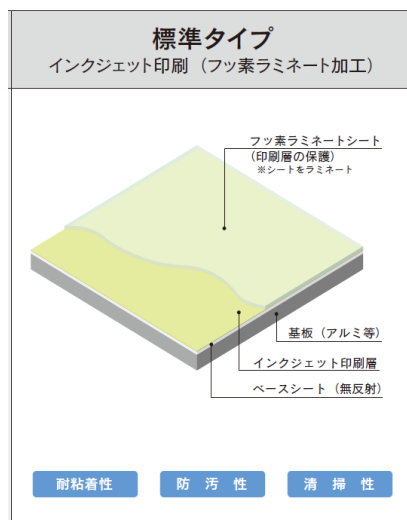 標準タイプ
インクジェット印刷（フッ素ラミネート加工）
フッ素ラミネートシート
(印刷層の保護)
※シートをラミネート
基板（アルミ等）
インクジェット印刷層
ベースシート（無反射）
耐粘着性
防汚性
清掃性